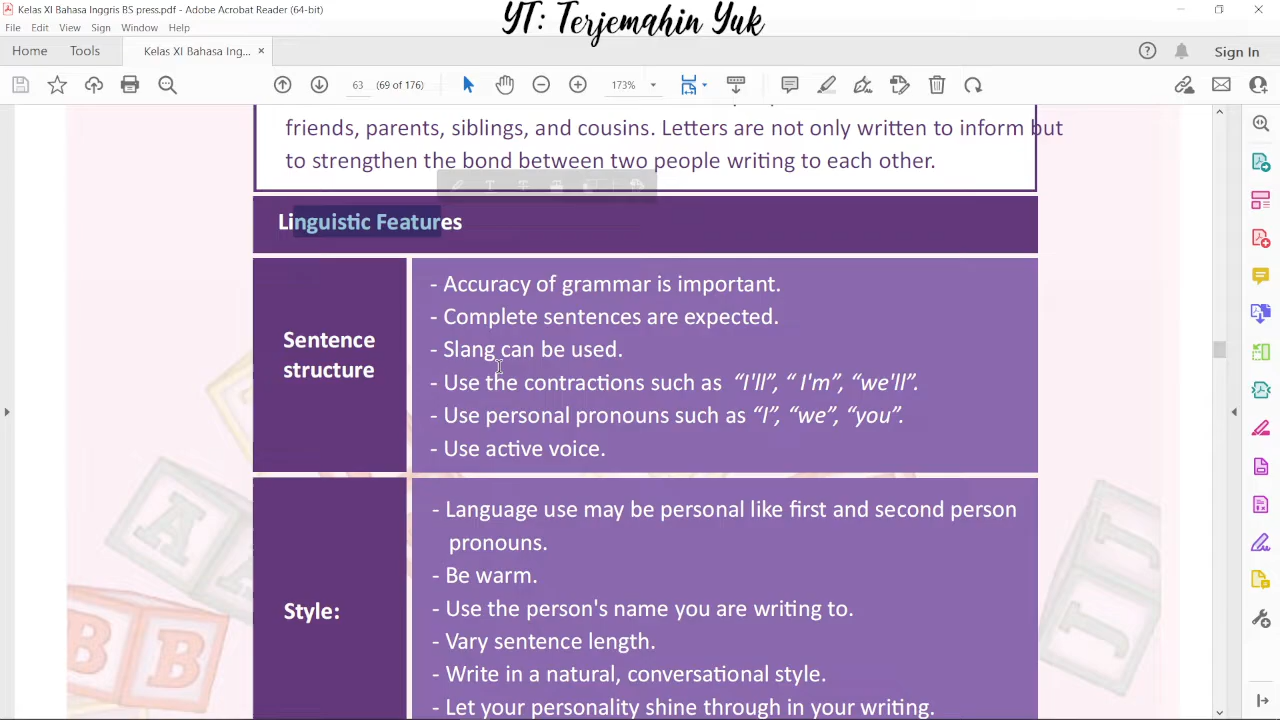 Kelas XI Bahasa Inggris BS press.pdf - Adobe Acrobat Reader (64-bit)
YT: Terjemahin Yuk
File Edit View Sign Window Help
Home Tools Kelas XI Bahasa Ing... × Sign In
63 (69 of 176) 173%
friends, parents, siblings, and cousins. Letters are not only written to inform but
to strengthen the bond between two people writing to each other.
Linguistic Features
Sentence
structure
- Accuracy of grammar is important.
- Complete sentences are expected.
- Slang can be used.
- Use the contractions such as “I'll”, “ I'm”, “we'll”.
- Use personal pronouns such as “I”, “we”, “you”.
- Use active voice.
Style:
- Language use may be personal like first and second person
pronouns.
- Be warm.
- Use the person's name you are writing to.
- Vary sentence length.
- Write in a natural, conversational style.
- Let your personality shine through in your writing.
A
A
B
B
I
I